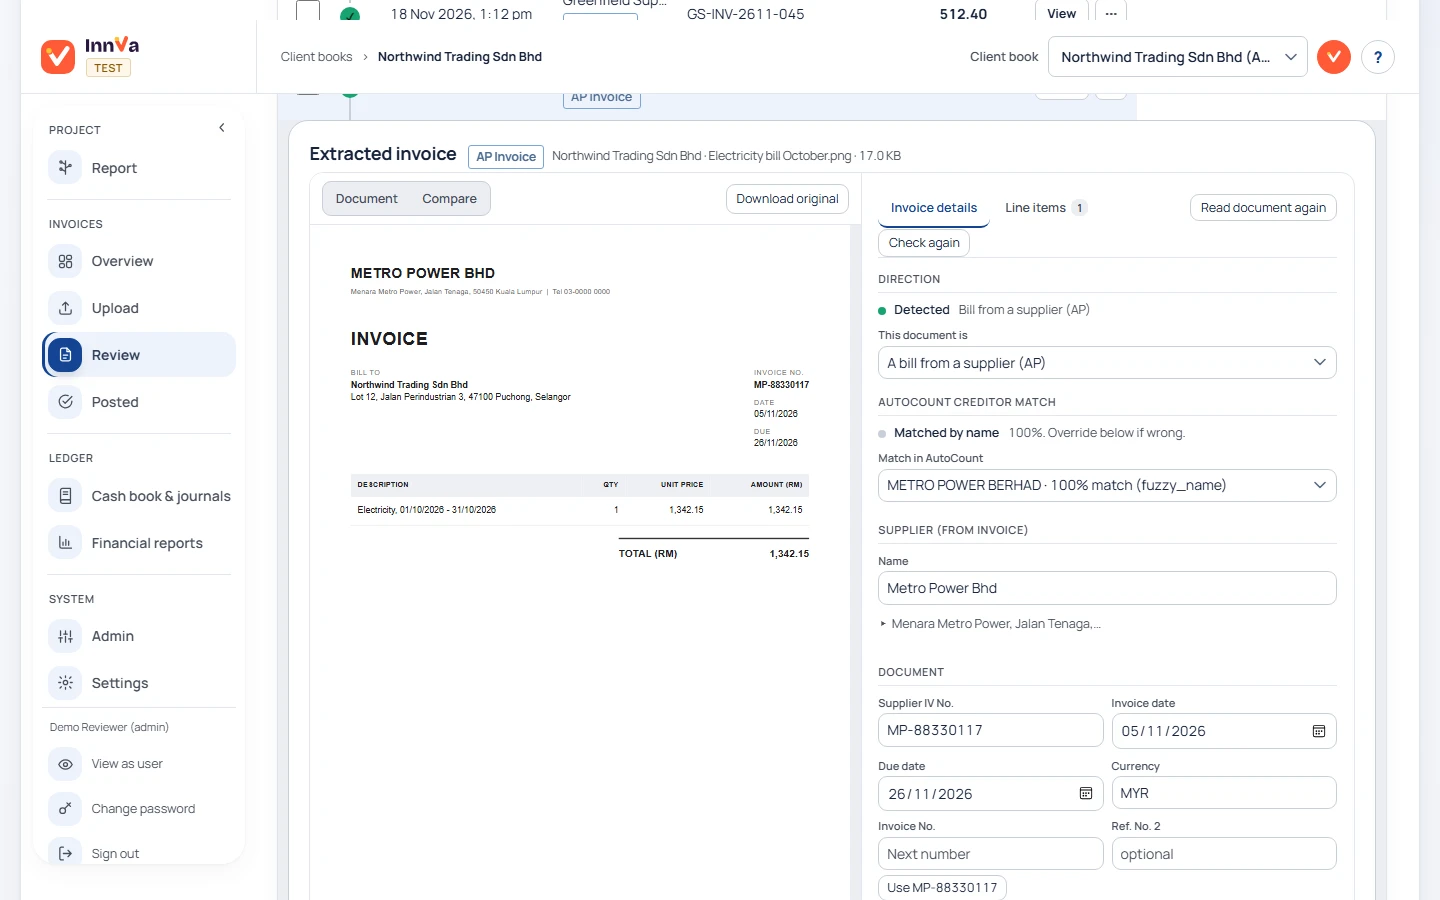 18 Nov 2026, 1:12 pm
GS-INV-2611-045
512.40
View
InnVa
TEST
Client books › Northwind Trading Sdn Bhd
Client book
Northwind Trading Sdn Bhd (A...
?
AP Invoice
PROJECT
Report
INVOICES
Overview
Upload
Review
Posted
LEDGER
Cash book & journals
Financial reports
SYSTEM
Admin
Settings
Demo Reviewer (admin)
View as user
Change password
Sign out
Extracted invoice
AP Invoice
Northwind Trading Sdn Bhd · Electricity bill October.png · 17.0 KB
Document
Compare
Download original
METRO POWER BHD
Menara Metro Power, Jalan Tenaga, 50450 Kuala Lumpur | Tel 03-0000 0000
INVOICE
BILL TO
Northwind Trading Sdn Bhd
Lot 12, Jalan Perindustrian 3, 47100 Puchong, Selangor
INVOICE NO.
MP-88330117
DATE
05/11/2026
DUE
26/11/2026
DESCRIPTION QTY UNIT PRICE AMOUNT (RM)
Electricity, 01/10/2026 - 31/10/2026 1 1,342.15 1,342.15
TOTAL (RM) 1,342.15
Invoice details
Line items 1
Read document again
Check again
DIRECTION
Detected Bill from a supplier (AP)
This document is
A bill from a supplier (AP)
AUTOCOUNT CREDITOR MATCH
Matched by name 100%. Override below if wrong.
Match in AutoCount
METRO POWER BERHAD · 100% match (fuzzy_name)
SUPPLIER (FROM INVOICE)
Name
Metro Power Bhd
Menara Metro Power, Jalan Tenaga,...
DOCUMENT
Supplier IV No.
MP-88330117
Invoice date
05/11/2026
Due date
26/11/2026
Currency
MYR
Invoice No.
Next number
Ref. No. 2
optional
Use MP-88330117